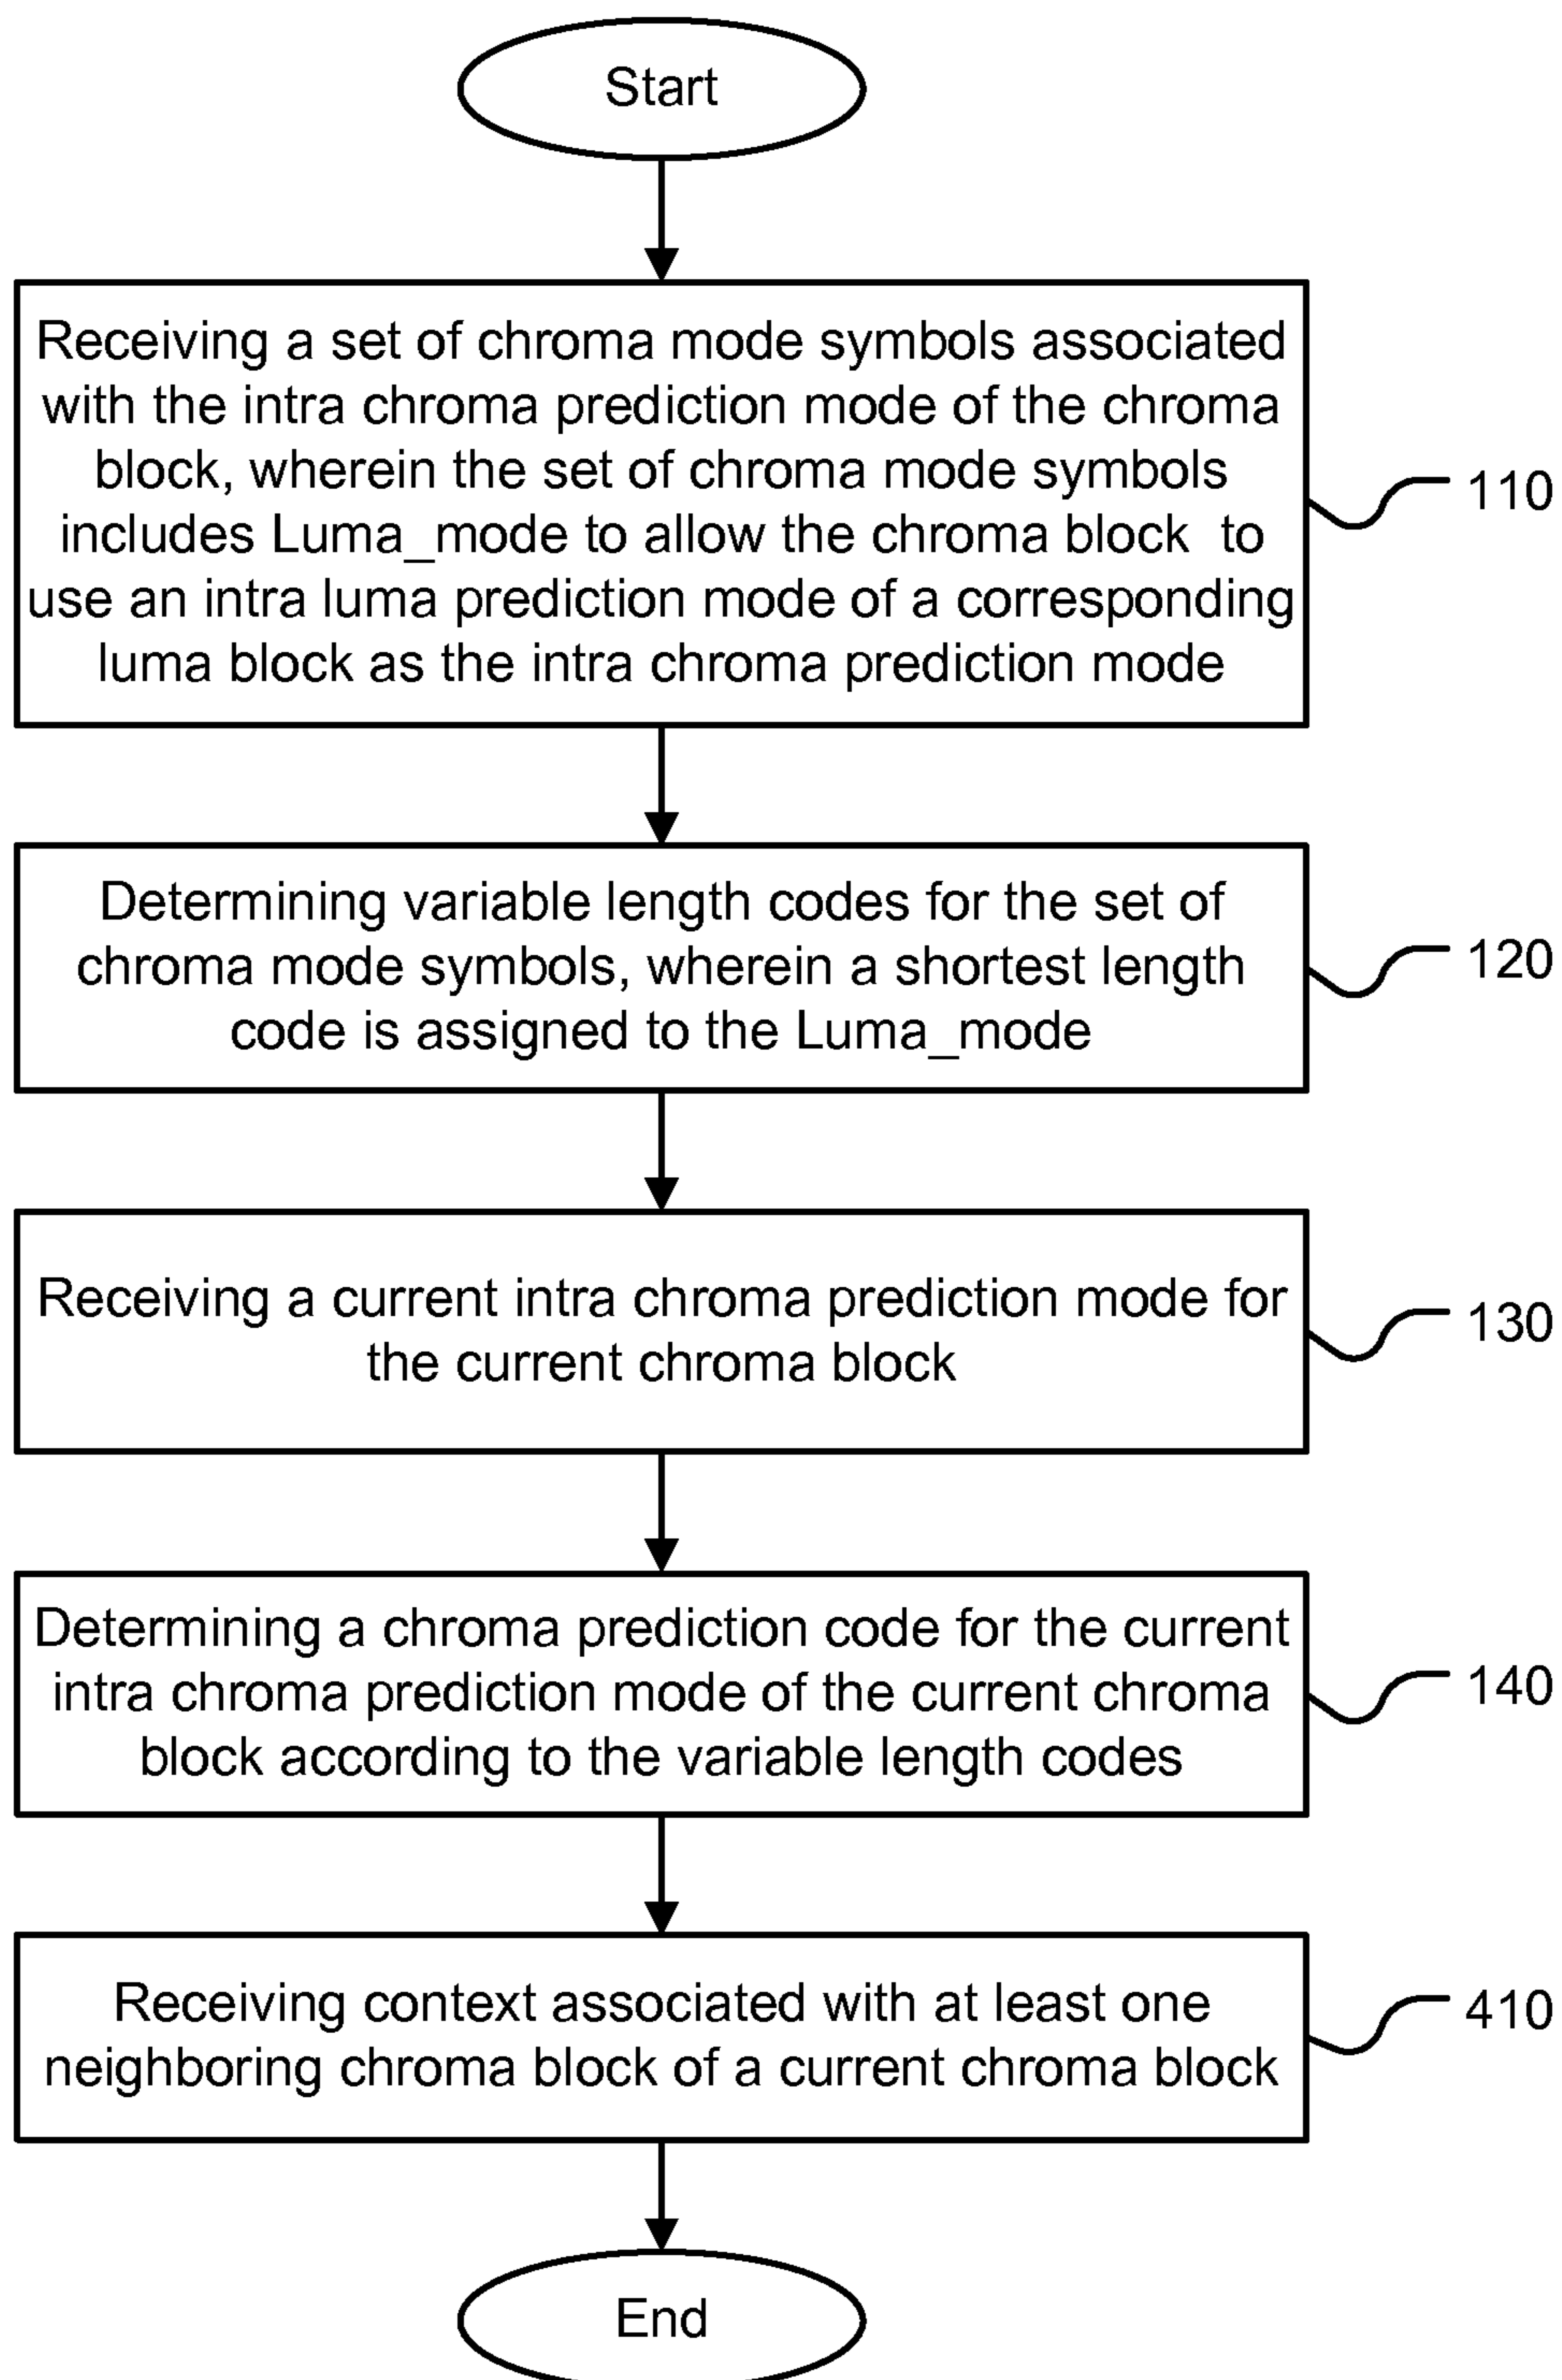 Start
Receiving a set of chroma mode symbols associated
with the intra chroma prediction mode of the chroma
block, wherein the set of chroma mode symbols
includes Luma_mode to allow the chroma block to
use an intra luma prediction mode of a corresponding
luma block as the intra chroma prediction mode
110
Determining variable length codes for the set of
chroma mode symbols, wherein a shortest length
code is assigned to the Luma_mode
120
Receiving a current intra chroma prediction mode for
the current chroma block
130
Determining a chroma prediction code for the current
intra chroma prediction mode of the current chroma
block according to the variable length codes
140
Receiving context associated with at least one
neighboring chroma block of a current chroma block
410
End